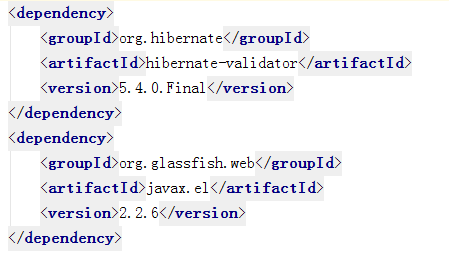 <dependency>
    <groupId>org.hibernate</groupId>
    <artifactId>hibernate-validator</artifactId>
    <version>5.4.0.Final</version>
</dependency>
<dependency>
    <groupId>org.glassfish.web</groupId>
    <artifactId>javax.el</artifactId>
    <version>2.2.6</version>
</dependency>